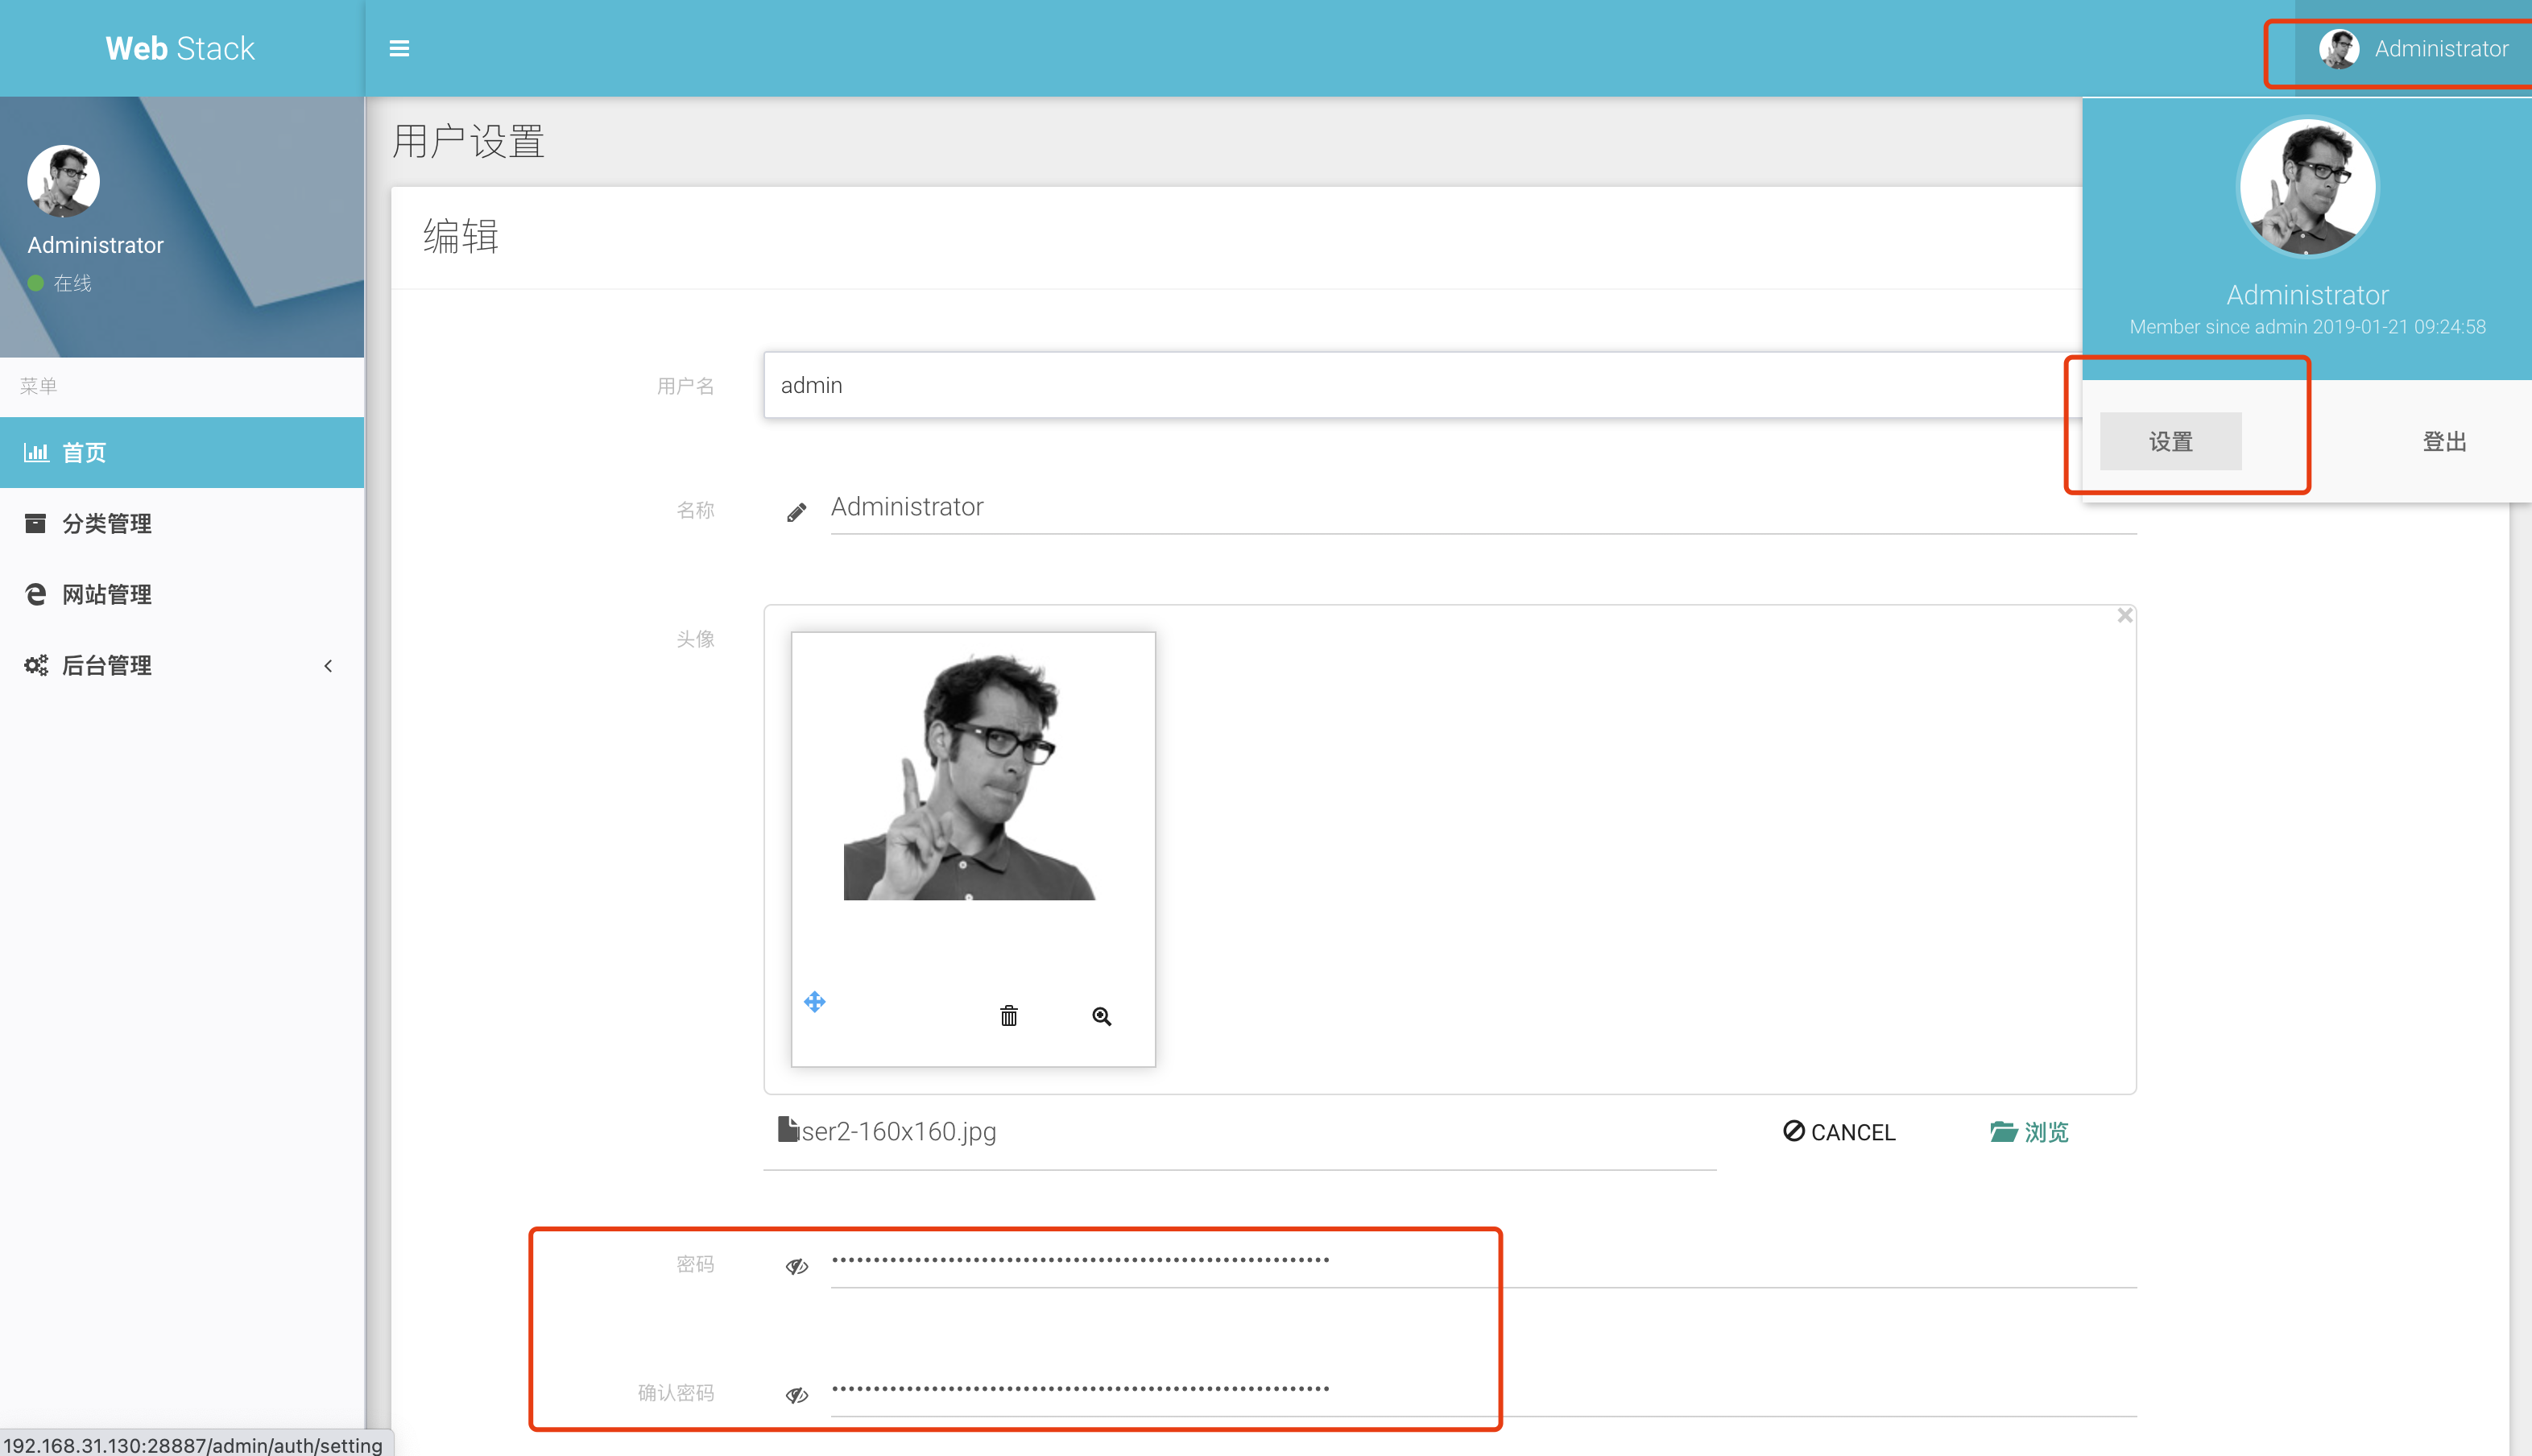 Web Stack
Administrator
Administrator
在线
菜单
首页
分类管理
网站管理
后台管理
用户设置
编辑
Administrator
Member since admin 2019-01-21 09:24:58
设置
登出
用户名
admin
名称
Administrator
头像
ser2-160x160.jpg
CANCEL
浏览
密码
确认密码
192.168.31.130:28887/admin/auth/setting